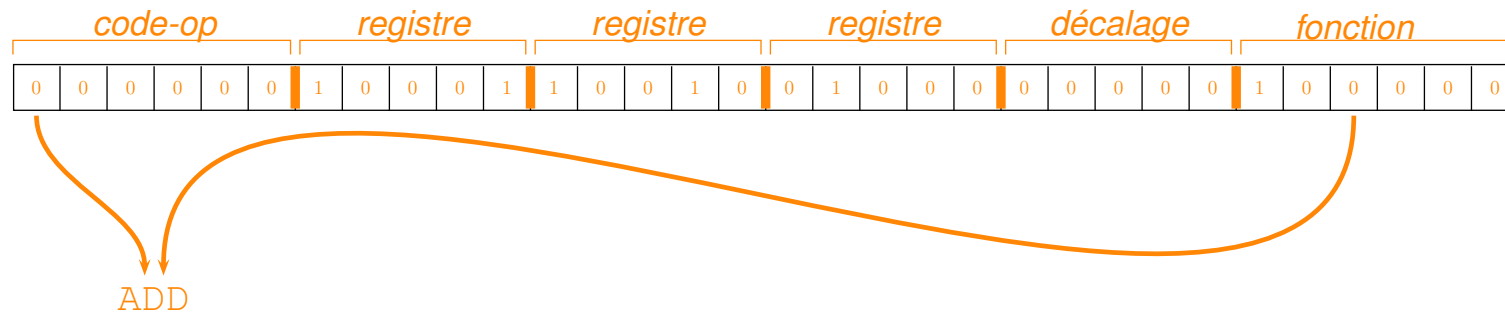 code-op registre registre registre décalage fonction
0 0 0 0 0 0 1 0 0 0 1 1 0 0 1 0 0 1 0 0 0 0 0 0 0 0 1 0 0 0 0 0
ADD